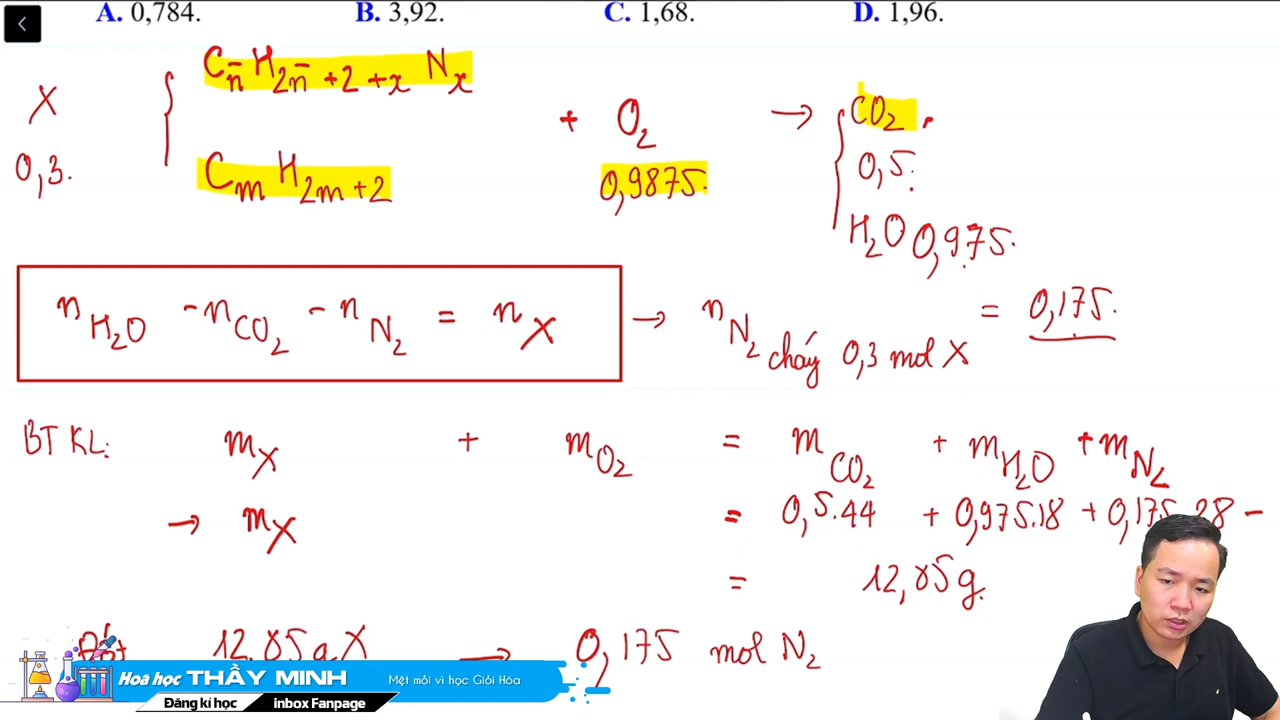 A. 0,784. B. 3,92. C. 1,68. D. 1,96.
X { Cn̄H2n̄+2+xNx + O2 → { CO2
0,3. CmH2m+2 0,9875. 0,5.
H2O 0,975.
nH2O - nCO2 - nN2 = nX → nN2 cháy 0,3 mol X = 0,175.
BTKL: mX + mO2 = mCO2 + mH2O + mN2
→ mX = 0,5.44 + 0,975.18 + 0,175.28 -
= 12,85g.
Đốt 12,85g X → 0,175 mol N2
Hoá học THẦY MINH Mệt mỏi vì học Giỏi Hóa
Đăng kí học inbox Fanpage